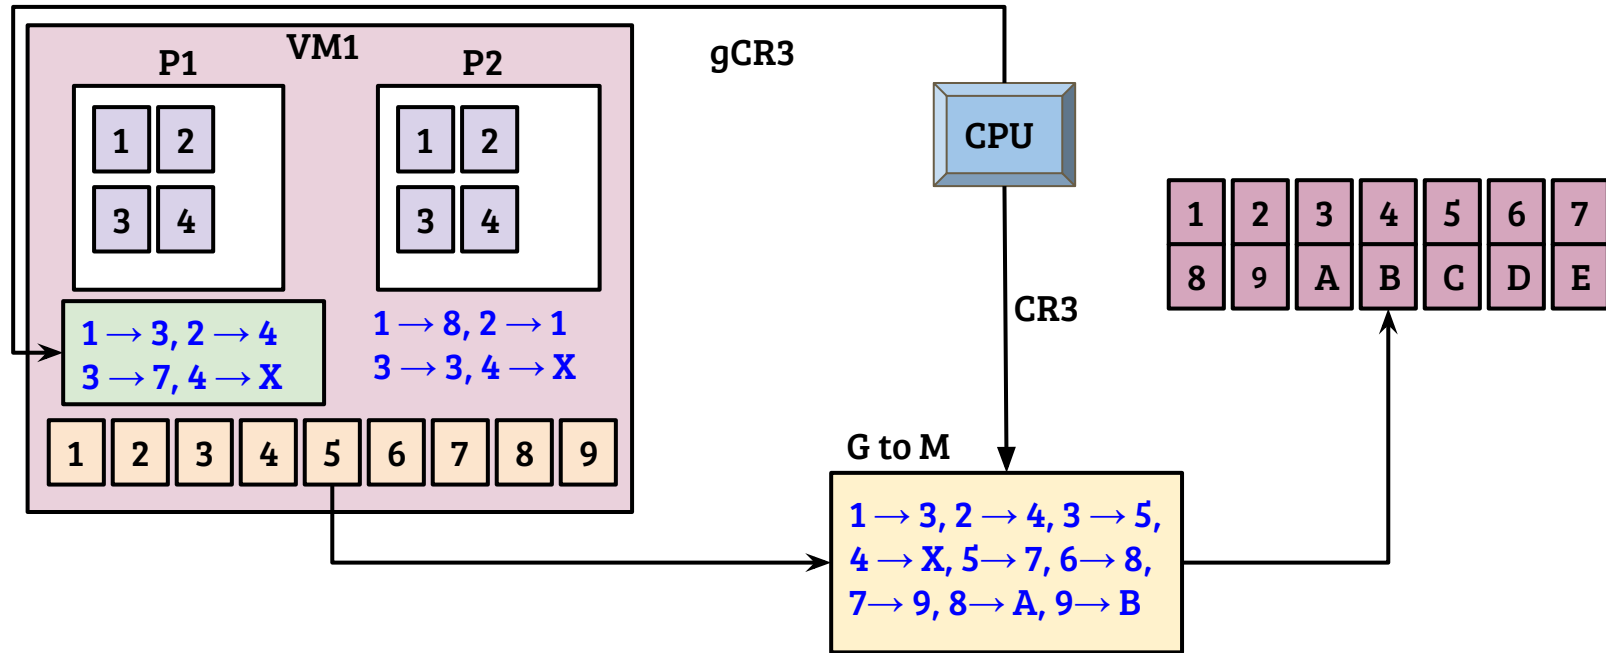 VM1
gCR3
P1
P2
1 2
3 4
1 2
3 4
CPU
1 2 3 4 5 6 7
8 9 A B C D E
CR3
1 → 3, 2 → 4
3 → 7, 4 → X
1 → 8, 2 → 1
3 → 3, 4 → X
1 2 3 4 5 6 7 8 9
G to M
1 → 3, 2 → 4, 3 → 5,
4 → X, 5→ 7, 6→ 8,
7→ 9, 8→ A, 9→ B